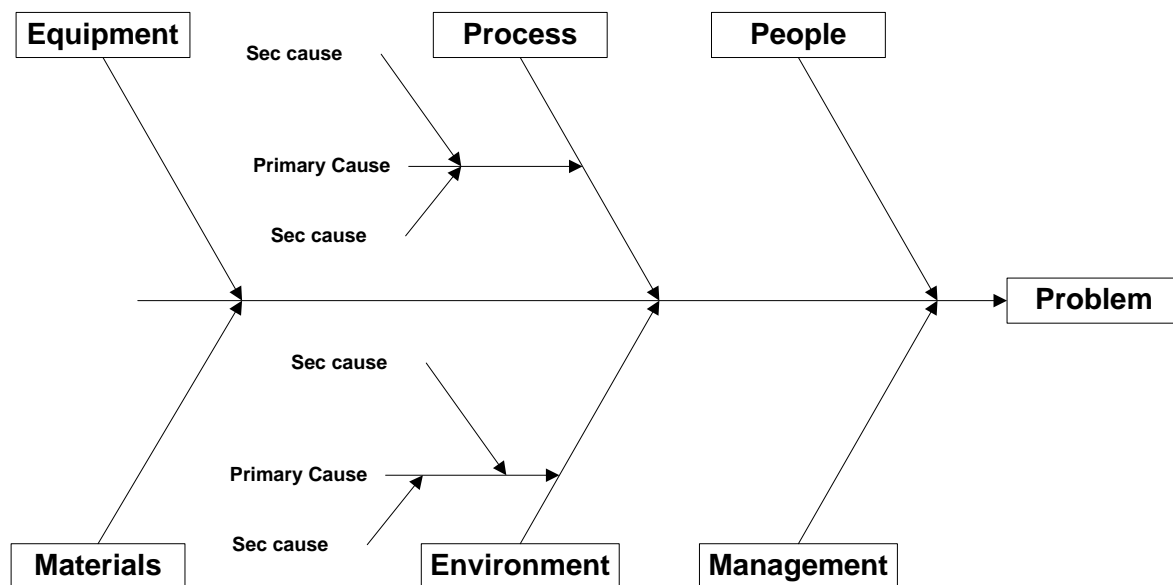 Equipment
Process
People
Sec cause
Primary Cause
Sec cause
Problem
Sec cause
Primary Cause
Sec cause
Materials
Environment
Management